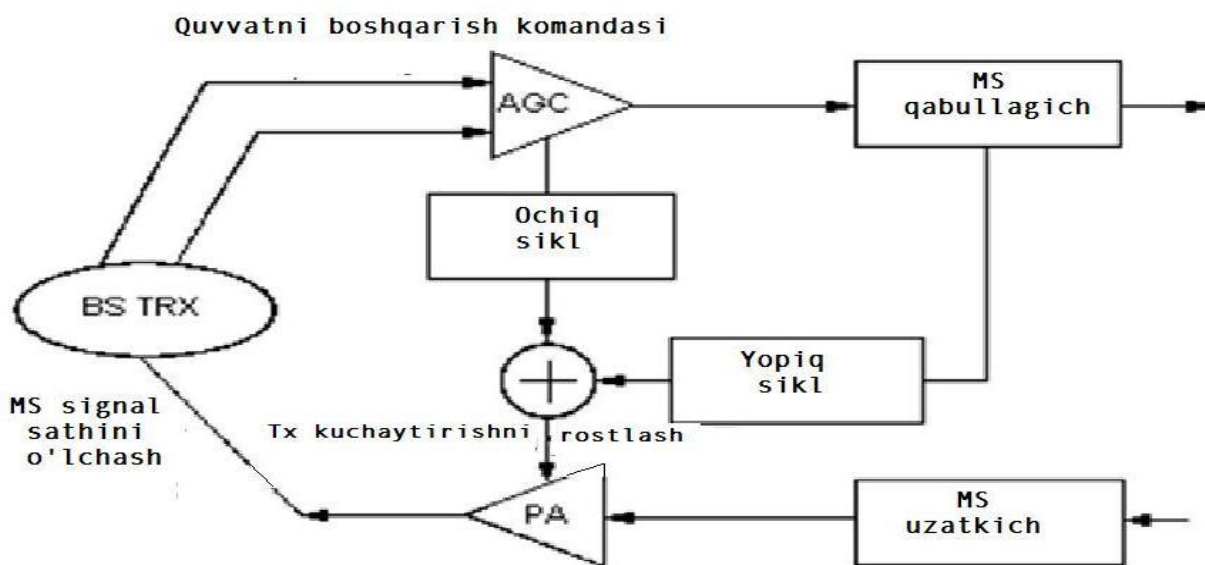 Quvvatni boshqarish komandasi
AGC
MS
qabullagich
Ochiq
sikl
BS TRX
Yopiq
sikl
MS signal
sathini
o'lchash
Tx kuchaytirishni rostlash
PA
MS
uzatkich